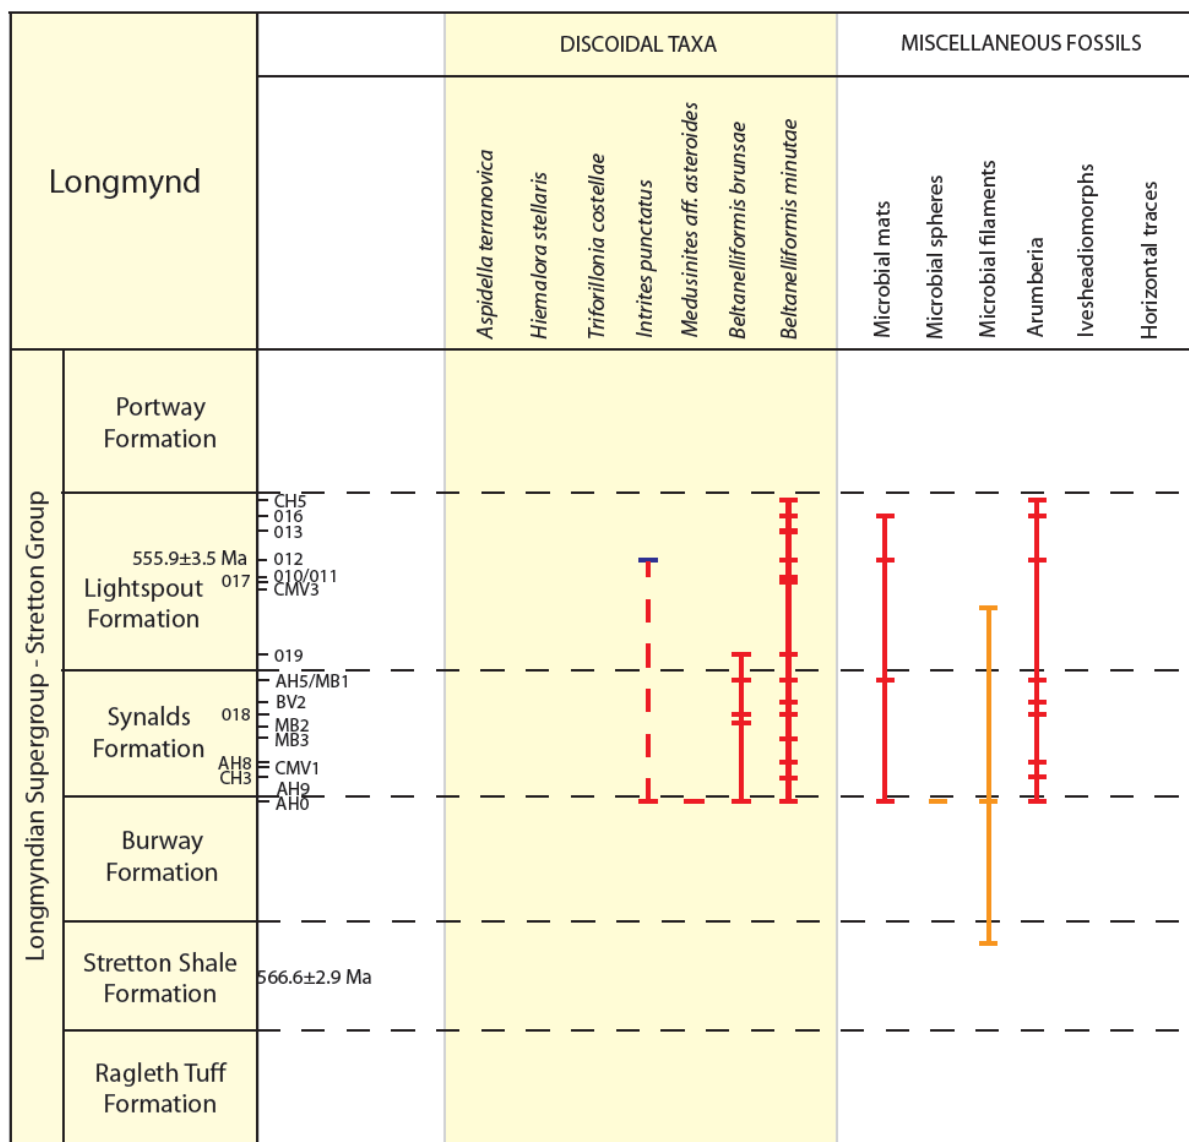 DISCOIDAL TAXA
MISCELLANEOUS FOSSILS
Longmynd
Aspidella terranovica
Hiemalora stellaris
Triforillonia costellae
Intrites punctatus
Medusinites aff. asteroides
Beltanelliformis brunsae
Beltanelliformis minutae
Microbial mats
Microbial spheres
Microbial filaments
Arumberia
Ivesheadiomorphs
Horizontal traces
Longmyndian Supergroup - Stretton Group
Portway
Formation
CH5
016
013
555.9±3.5 Ma
012
010/011
017
CMV3
Lightspout
Formation
019
AH5/MB1
BV2
018
MB2
MB3
Synalds
Formation
AH8
CMV1
CH3
AH9
AH0
Burway
Formation
Stretton Shale
Formation
566.6±2.9 Ma
Ragleth Tuff
Formation